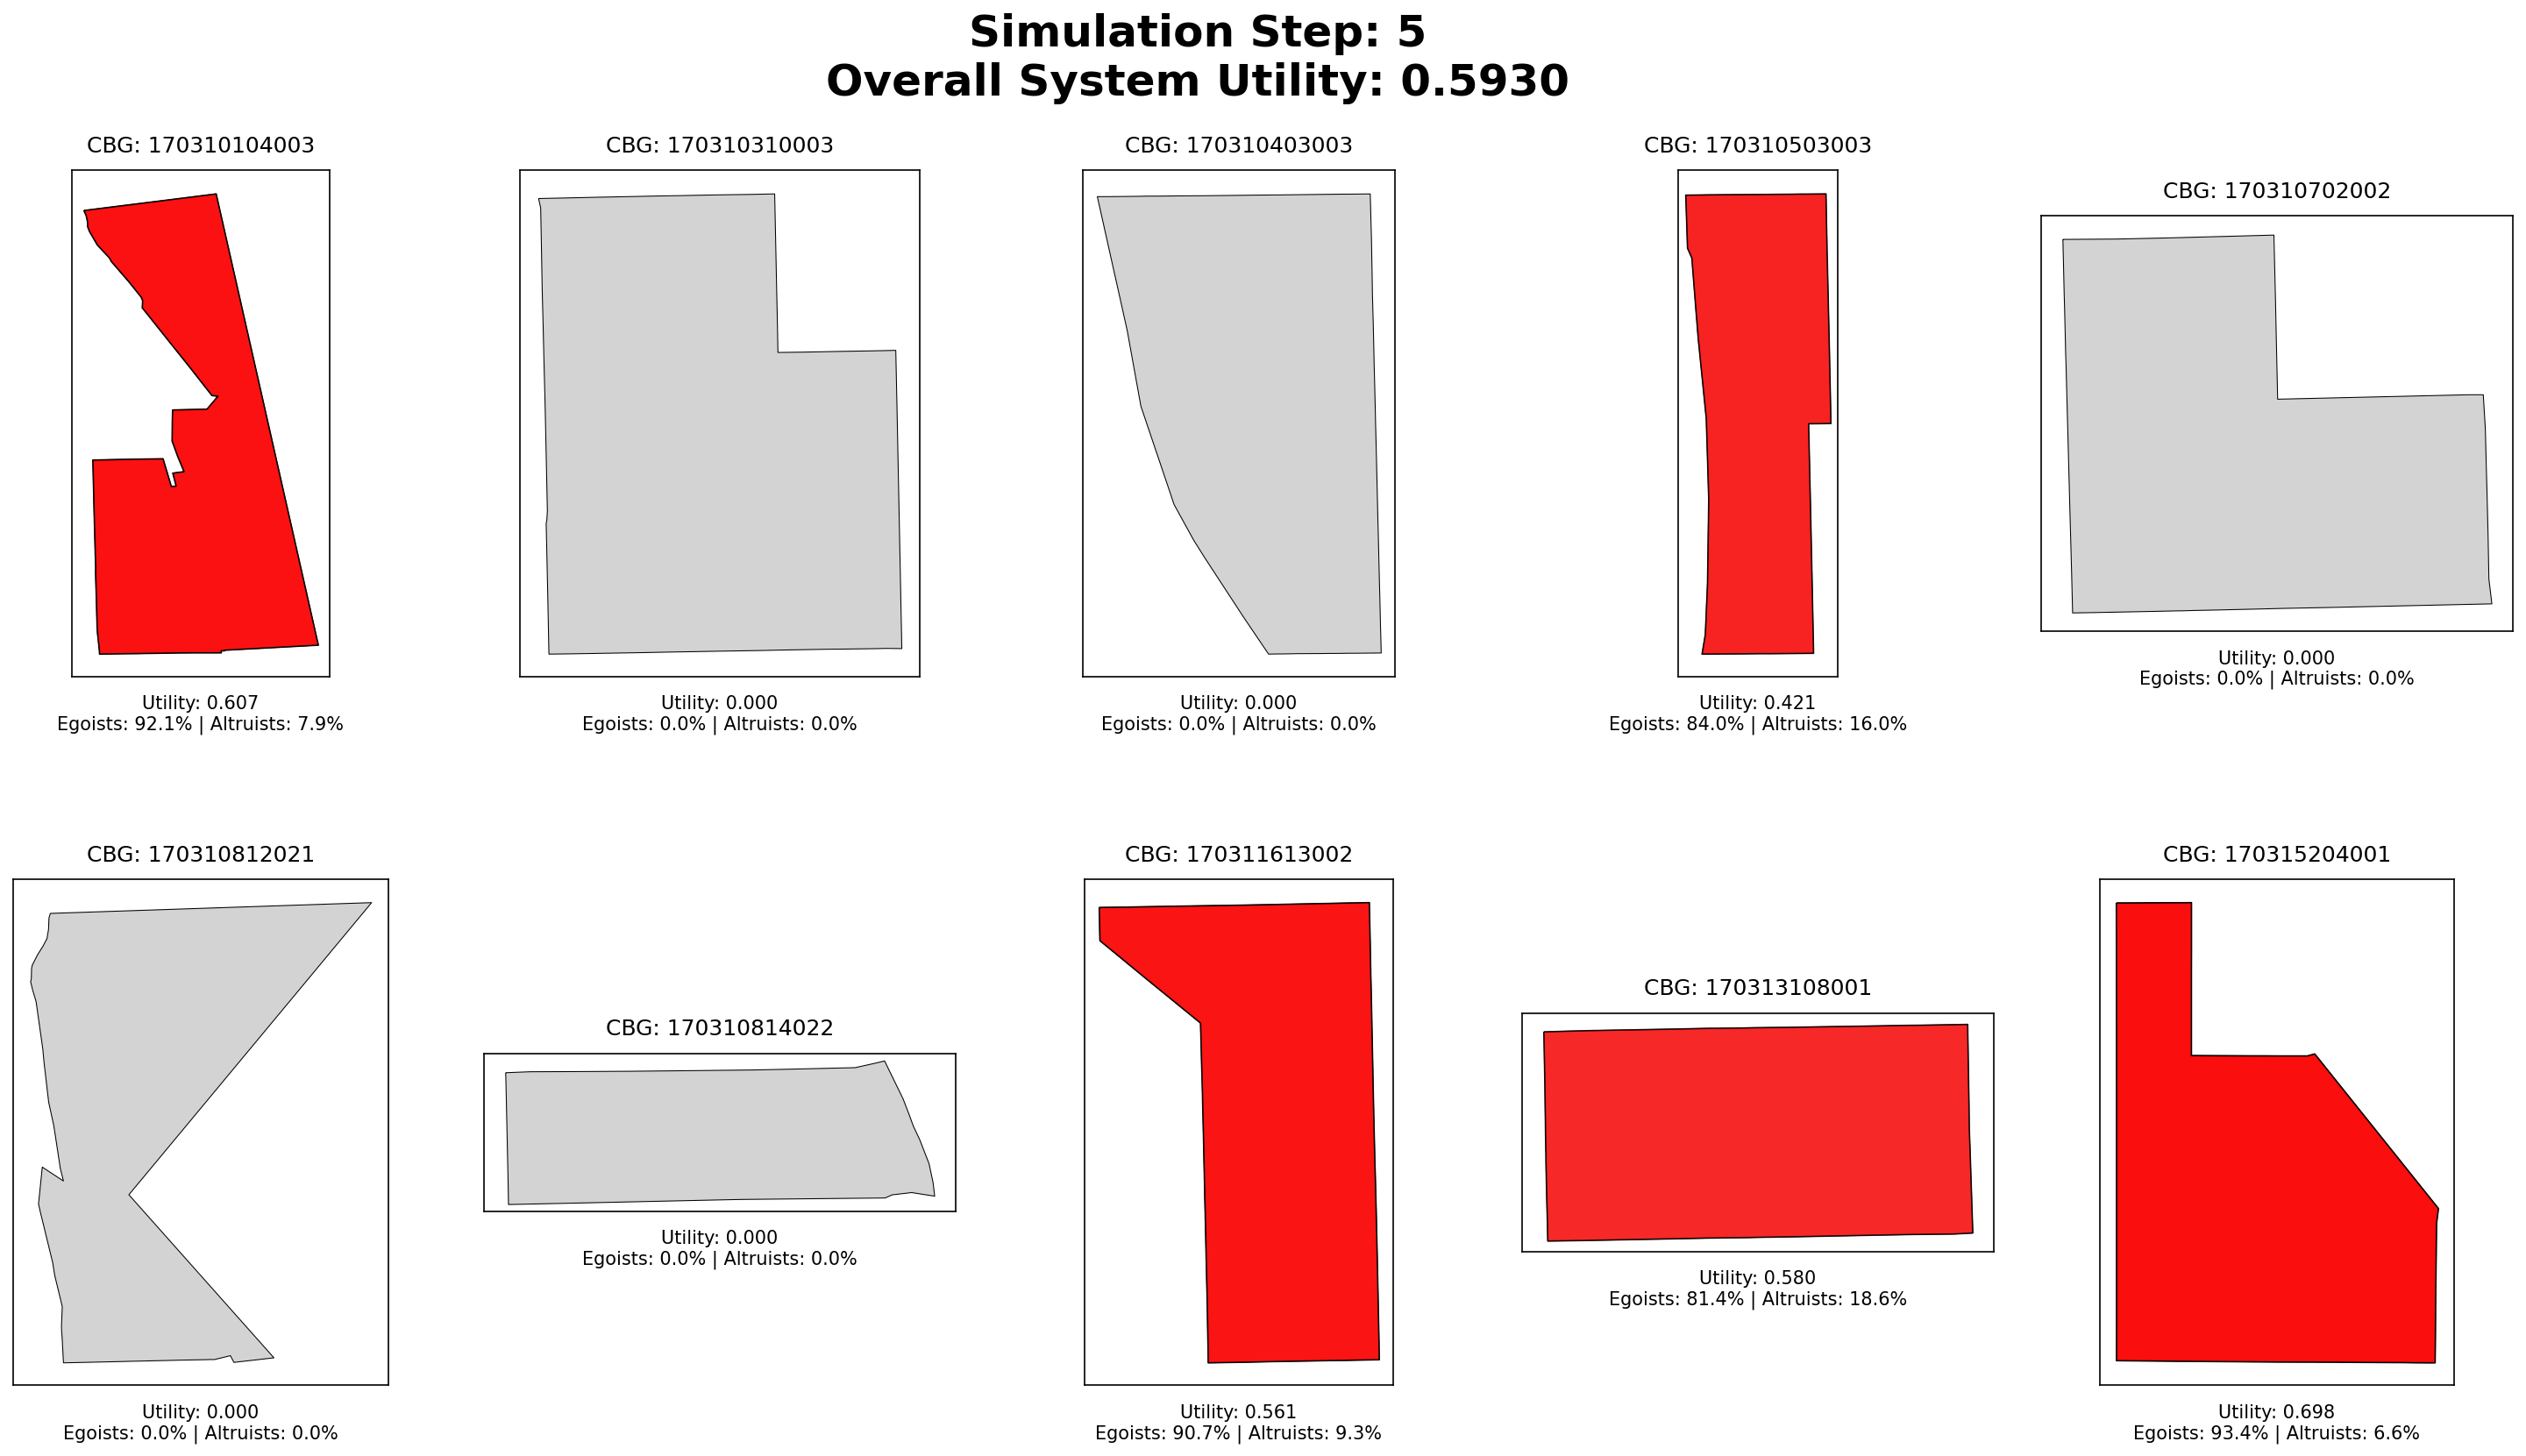 Simulation Step: 5
Overall System Utility: 0.5930
CBG: 170310104003
Utility: 0.607
Egoists: 92.1% | Altruists: 7.9%
CBG: 170310310003
Utility: 0.000
Egoists: 0.0% | Altruists: 0.0%
CBG: 170310403003
Utility: 0.000
Egoists: 0.0% | Altruists: 0.0%
CBG: 170310503003
Utility: 0.421
Egoists: 84.0% | Altruists: 16.0%
CBG: 170310702002
Utility: 0.000
Egoists: 0.0% | Altruists: 0.0%
CBG: 170310812021
Utility: 0.000
Egoists: 0.0% | Altruists: 0.0%
CBG: 170310814022
Utility: 0.000
Egoists: 0.0% | Altruists: 0.0%
CBG: 170311613002
Utility: 0.561
Egoists: 90.7% | Altruists: 9.3%
CBG: 170313108001
Utility: 0.580
Egoists: 81.4% | Altruists: 18.6%
CBG: 170315204001
Utility: 0.698
Egoists: 93.4% | Altruists: 6.6%